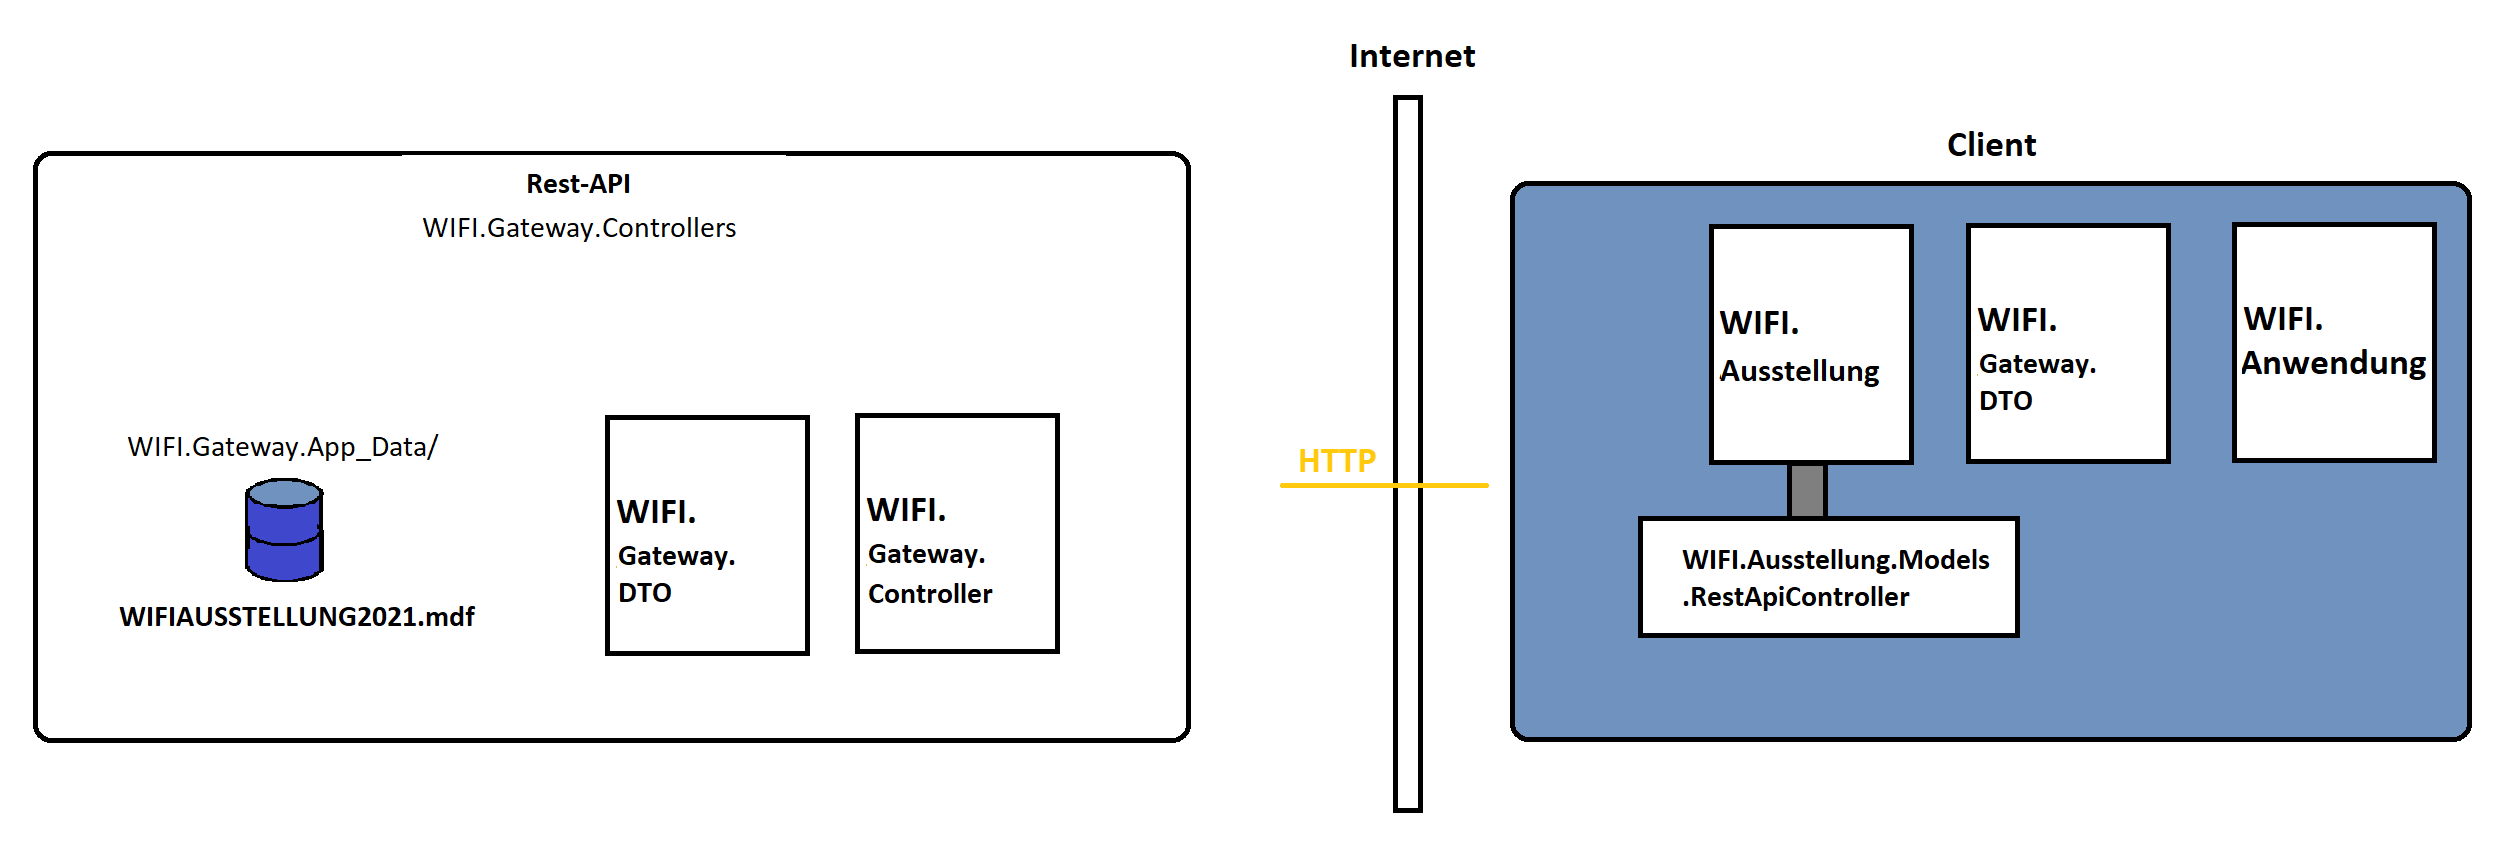 Internet
Client
Rest-API
WIFI.Gateway.Controllers
WIFI.Gateway.App_Data/
WIFIAUSSTELLUNG2021.mdf
WIFI.
Gateway.
DTO
WIFI.
Gateway.
Controller
HTTP
WIFI.
Ausstellung
WIFI.
Gateway.
DTO
WIFI.
Anwendung
WIFI.Ausstellung.Models
.RestApiController